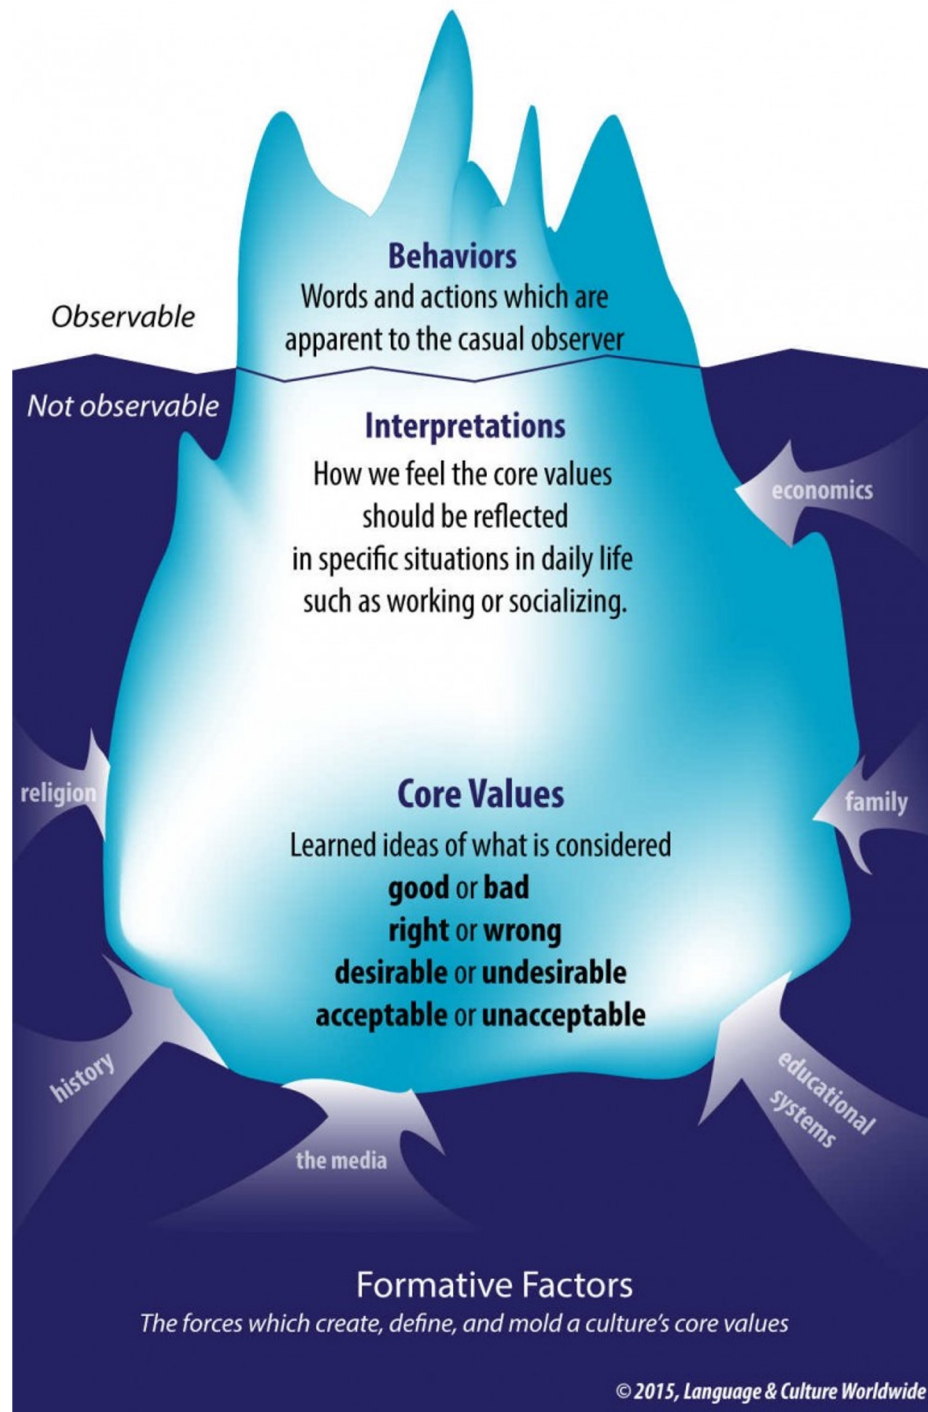 Behaviors
Words and actions which are
apparent to the casual observer
Observable
Not observable
Interpretations
How we feel the core values
should be reflected
in specific situations in daily life
such as working or socializing.
economics
religion
family
Core Values
Learned ideas of what is considered
good or bad
right or wrong
desirable or undesirable
acceptable or unacceptable
history
educational
systems
the media
Formative Factors
The forces which create, define, and mold a culture's core values
© 2015, Language & Culture Worldwide